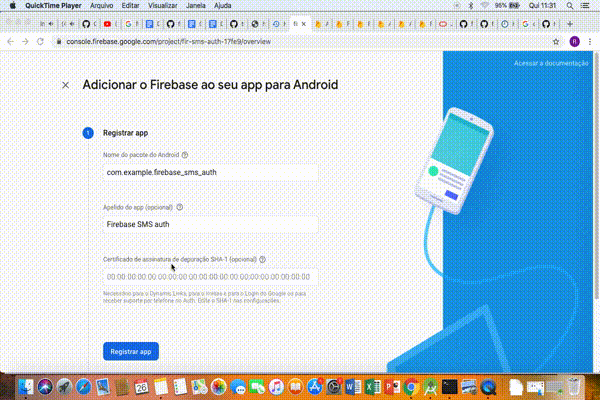 QuickTime Player Arquivo Editar Visualizar Janela Ajuda
96% Qui 11:31
console.firebase.google.com/project/fir-sms-auth-17fe9/overview
R
Acessar a documentação
Adicionar o Firebase ao seu app para Android
1 Registrar app
Nome do pacote do Android
com.example.firebase_sms_auth
Apelido do app (opcional)
Firebase SMS auth
Certificado de assinatura de depuração SHA-1 (opcional)
00:00:00:00:00:00:00:00:00:00:00:00:00:00:00:00:00:00:00:00
Necessário para o Dynamic Links, para o Invites e para o Login do Google ou para
receber suporte por telefone no Auth. Edite o SHA-1 nas configurações.
Registrar app
26